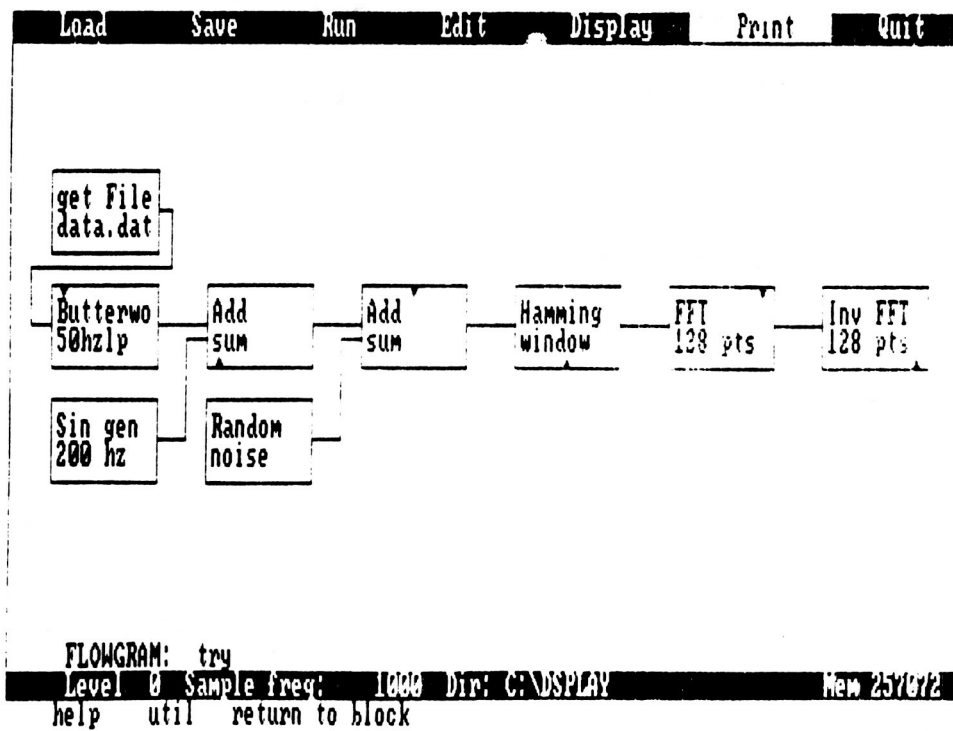 Load Save Run Edit Display Print Quit
get File
data.dat
Butterwo
50hzlp
Add
sum
Add
sum
Hamming
window
FFT
128 pts
Inv FFT
128 pts
Sin gen
200 hz
Random
noise
FLOWGRAM: try
Level 0 Sample freq: 1000 Dir: C:\DSPLAY Mem 257072
help util return to block